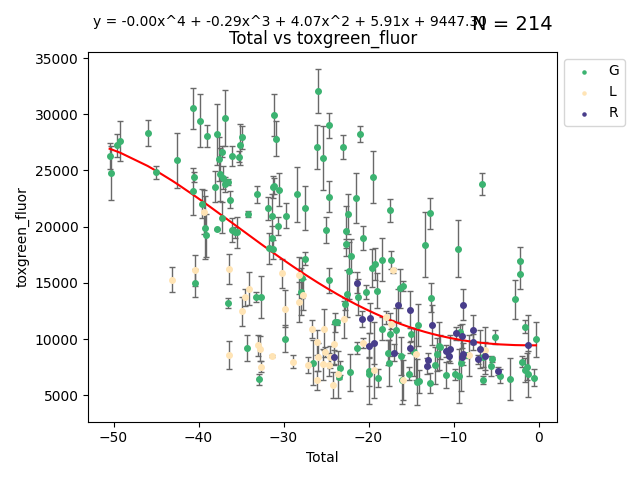 y = -0.00x^4 + -0.29x^3 + 4.07x^2 + 5.91x + 9447.30
N = 214
Total vs toxgreen_fluor
35000
30000
25000
20000
15000
10000
5000
toxgreen_fluor
−50 −40 −30 −20 −10 0
Total
G
L
R